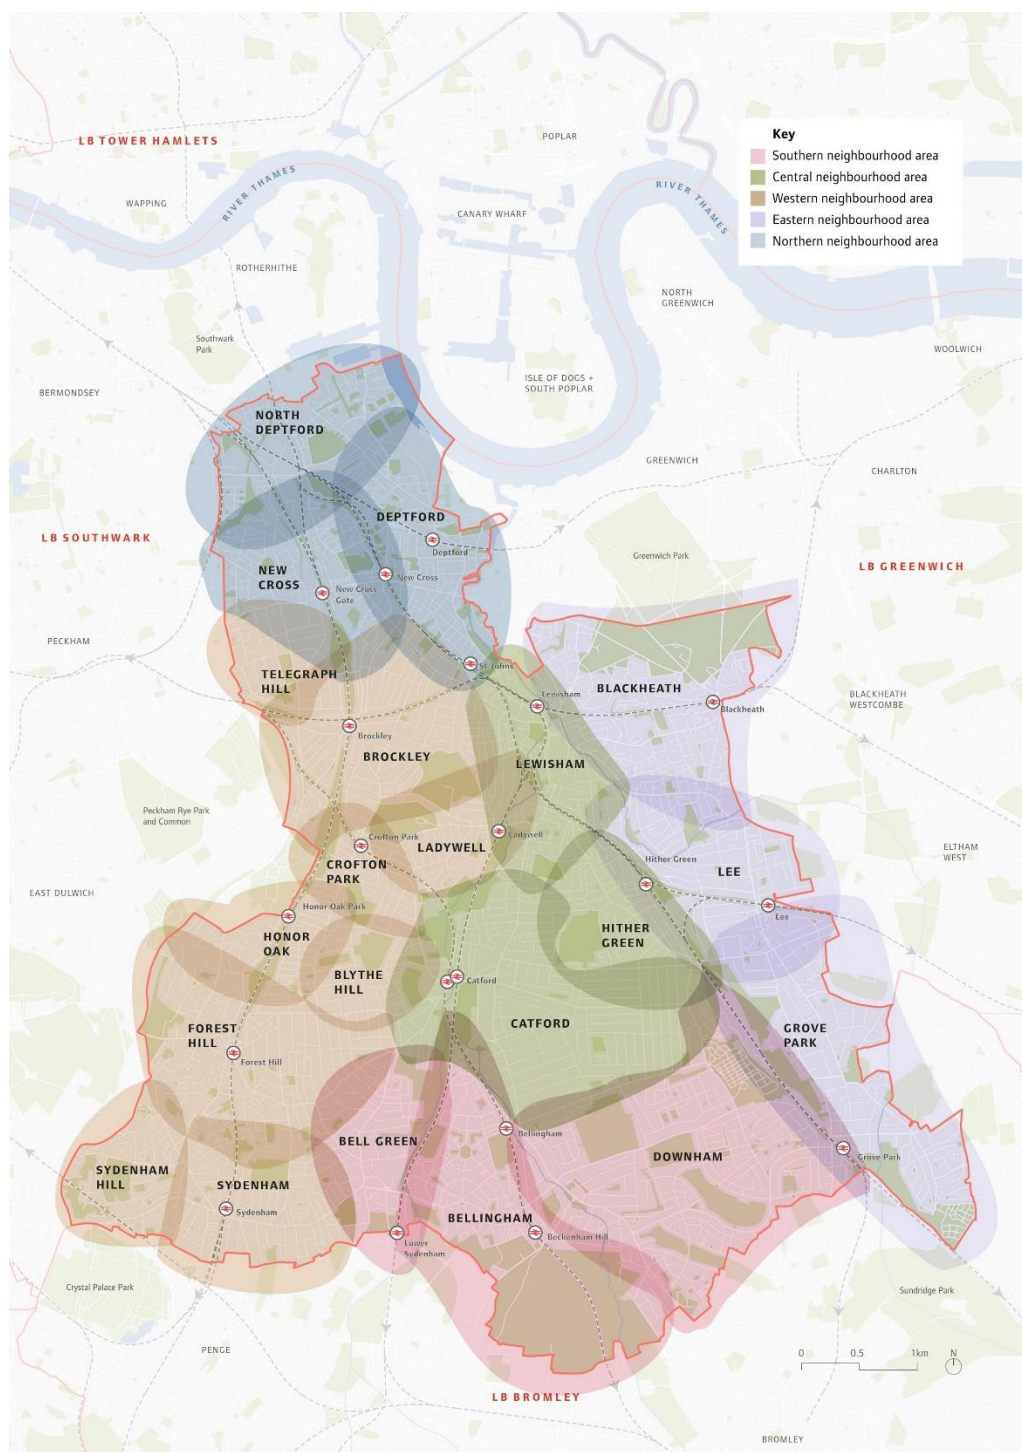 Key
Southern neighbourhood area
Central neighbourhood area
Western neighbourhood area
Eastern neighbourhood area
Northern neighbourhood area
POPLAR
LB TOWER HAMLETS
RIVER THAMES
RIVER THAMES
WAPPING
CANARY WHARF
ROTHERHITHE
NORTH
GREENWICH
Southwark
Park
WOOLWICH
BERMONDSEY
ISLE OF DOGS +
SOUTH POPLAR
NORTH
DEPTFORD
GREENWICH
CHARLTON
DEPTFORD
LB SOUTHWARK
Deptford
Greenwich Park
LB GREENWICH
NEW
CROSS
New Cross
New Cross
Gate
PECKHAM
TELEGRAPH
HILL
St Johns
BLACKHEATH
Lewisham
Blackheath
BLACKHEATH
WESTCOMBE
Brockley
BROCKLEY
LEWISHAM
Peckham Rye Park
and Common
Crofton Park
Ladywell
LADYWELL
CROFTON
PARK
Hither Green
LEE
ELTHAM
WEST
EAST DULWICH
Honor Oak Park
Lee
HONOR
OAK
HITHER
GREEN
BLYTHE
HILL
Catford
CATFORD
FOREST
HILL
Forest Hill
GROVE
PARK
BELL GREEN
Bellingham
DOWNHAM
Grove Park
SYDENHAM
HILL
SYDENHAM
Sydenham
BELLINGHAM
Lower
Sydenham
Beckenham Hill
Crystal Palace Park
Sundridge Park
PENGE
0 0.5 1km N
LB BROMLEY
BROMLEY